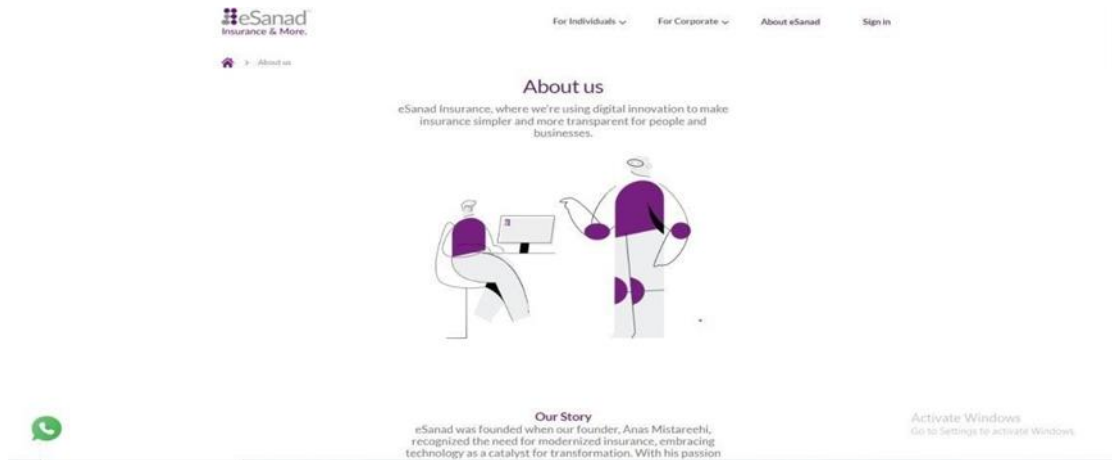 eSanad
Insurance & More.
For Individuals
For Corporate
About eSanad
Sign in
About us
About us
eSanad Insurance, where we're using digital innovation to make
insurance simpler and more transparent for people and
businesses.
Our Story
eSanad was founded when our founder, Anas Mistareehi,
recognized the need for modernized insurance, embracing
technology as a catalyst for transformation. With his passion
Activate Windows
Go to Settings to activate Windows.